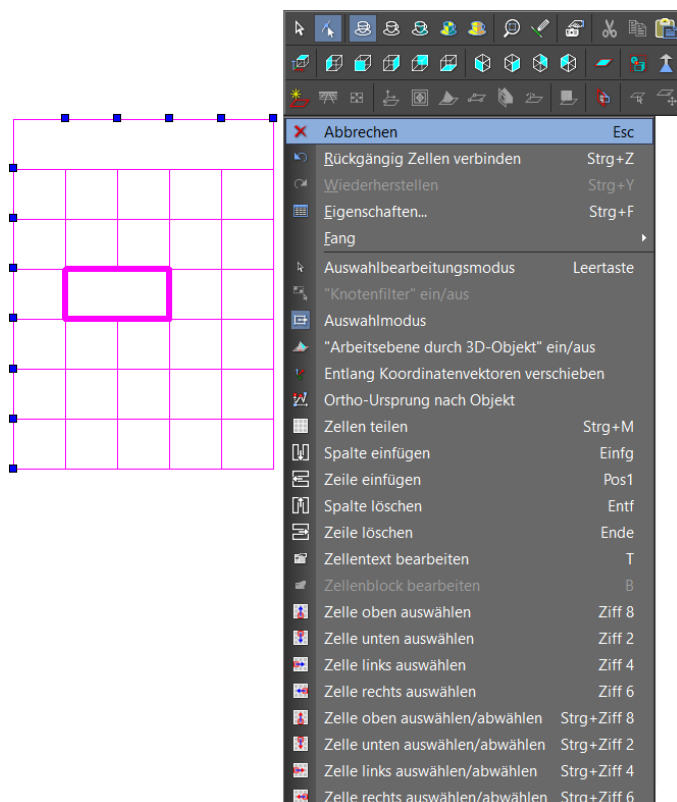 Abbrechen Esc
Rückgängig Zellen verbinden Strg+Z
Wiederherstellen Strg+Y
Eigenschaften... Strg+F
Fang
Auswahlbearbeitungsmodus Leertaste
"Knotenfilter" ein/aus
Auswahlmodus
"Arbeitsebene durch 3D-Objekt" ein/aus
Entlang Koordinatenvektoren verschieben
Ortho-Ursprung nach Objekt
Zellen teilen Strg+M
Spalte einfügen Einfg
Zeile einfügen Pos1
Spalte löschen Entf
Zeile löschen Ende
Zellentext bearbeiten T
Zellenblock bearbeiten B
Zelle oben auswählen Ziff 8
Zelle unten auswählen Ziff 2
Zelle links auswählen Ziff 4
Zelle rechts auswählen Ziff 6
Zelle oben auswählen/abwählen Strg+Ziff 8
Zelle unten auswählen/abwählen Strg+Ziff 2
Zelle links auswählen/abwählen Strg+Ziff 4
Zelle rechts auswählen/abwählen Strg+Ziff 6